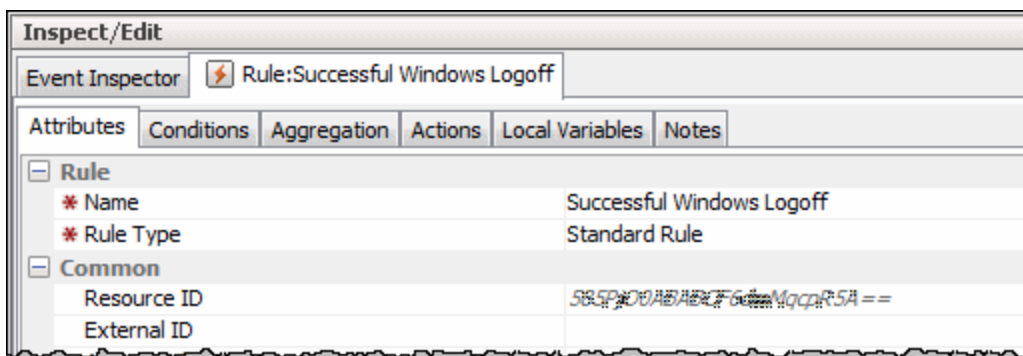 Inspect/Edit
Event Inspector Rule:Successful Windows Logoff
Attributes Conditions Aggregation Actions Local Variables Notes
Rule
* Name Successful Windows Logoff
* Rule Type Standard Rule
Common
Resource ID
External ID